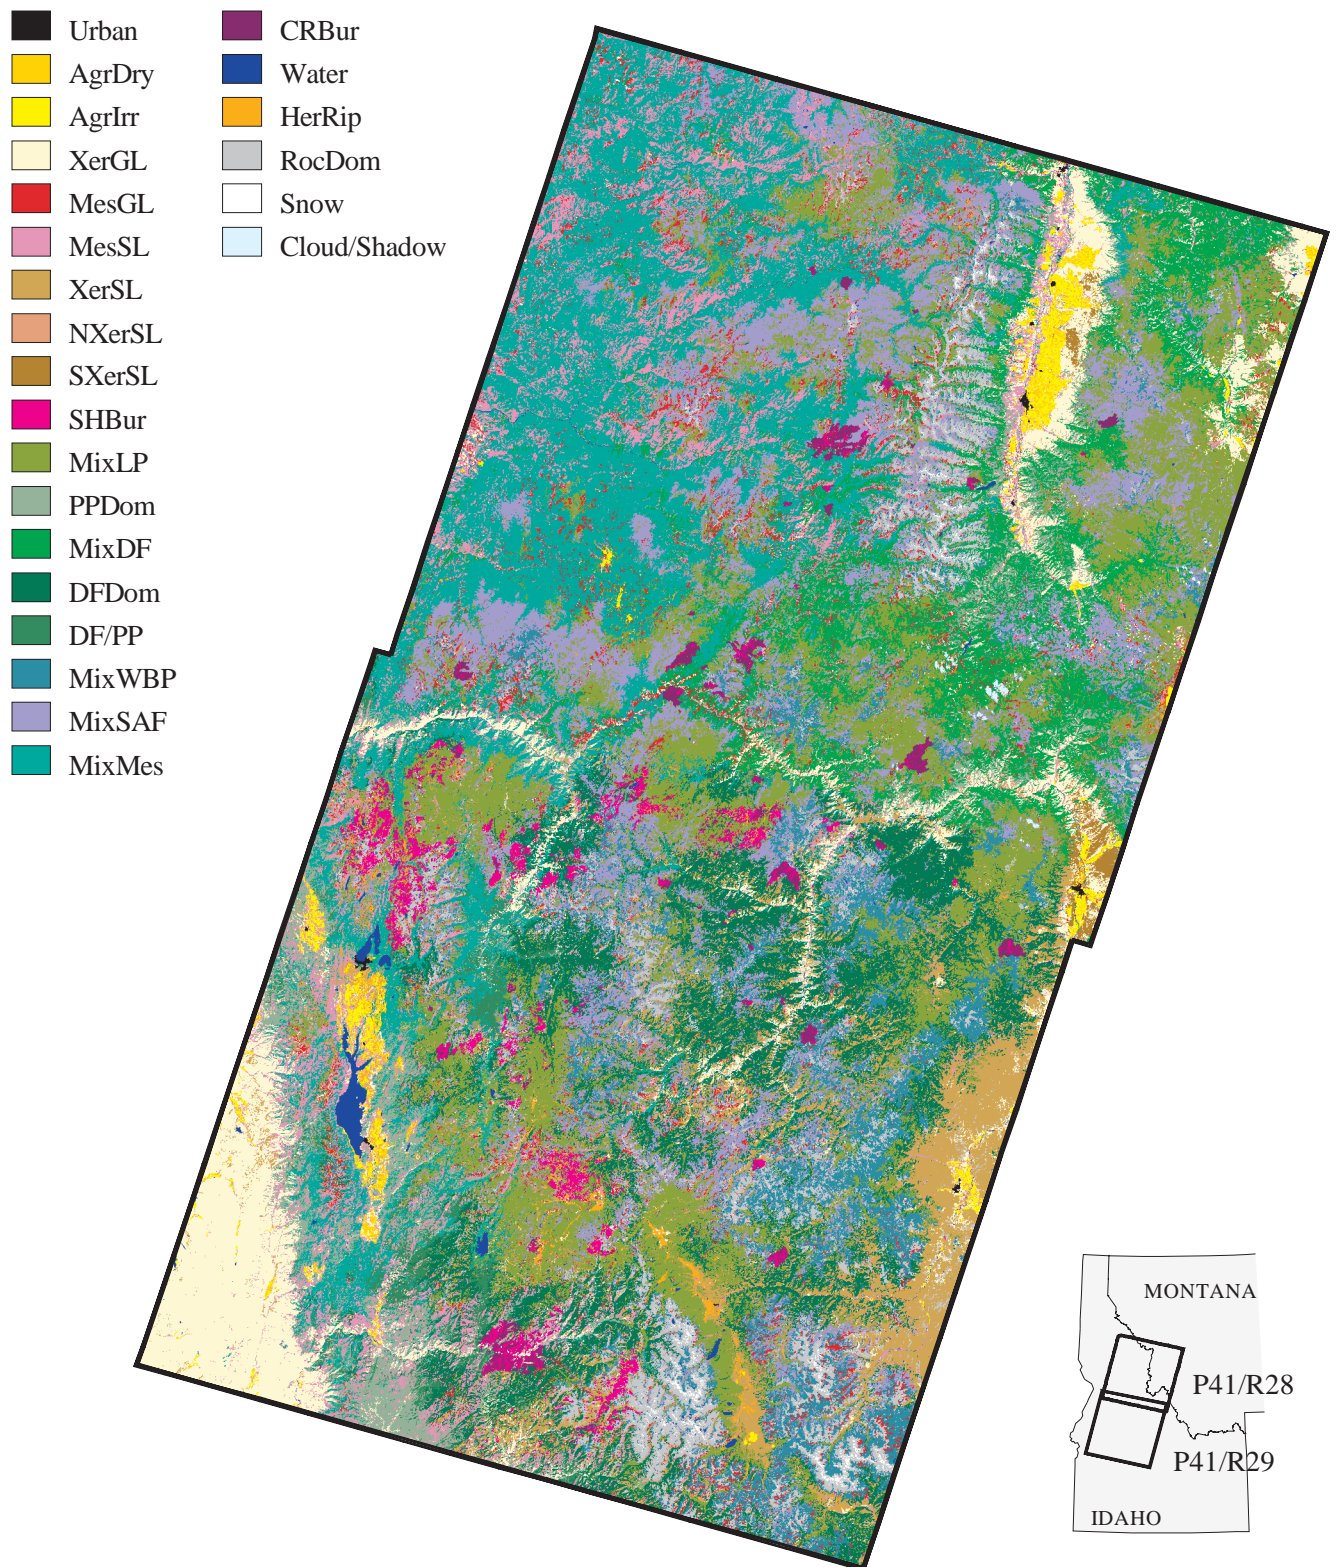 Urban
AgrDry
AgrIrr
XerGL
MesGL
MesSL
XerSL
NXerSL
SXerSL
SHBur
MixLP
PPDom
MixDF
DFDom
DF/PP
MixWBP
MixSAF
MixMes
CRBur
Water
HerRip
RocDom
Snow
Cloud/Shadow
MONTANA
P41/R28
P41/R29
IDAHO